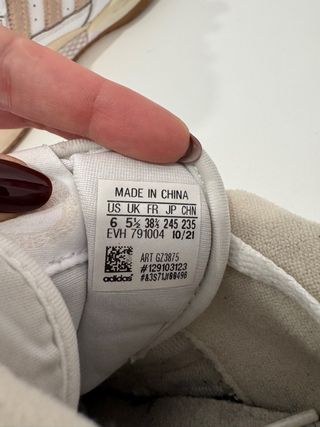 MADE IN CHINA
US UK FR JP CHN
6 5½ 38⅔ 245 235
EVH 791004 10/21
ART GZ3875
#129103123
adidas